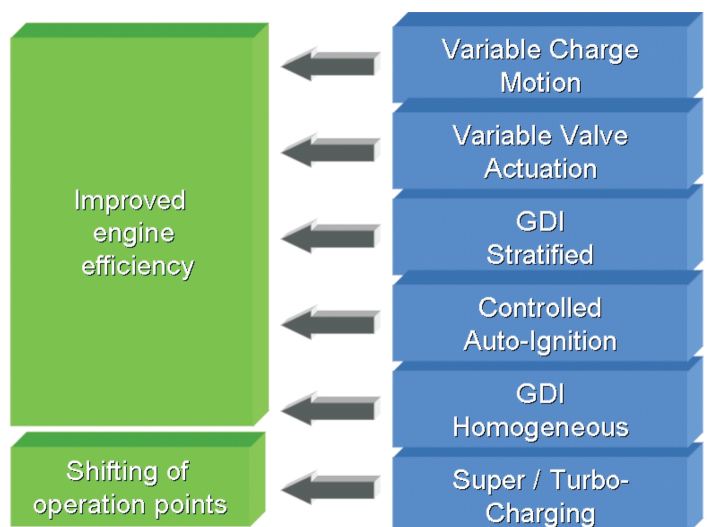 Improved
engine
efficiency
Shifting of
operation points
Variable Charge
Motion
Variable Valve
Actuation
GDI
Stratified
Controlled
Auto-Ignition
GDI
Homogeneous
Super / Turbo-
Charging